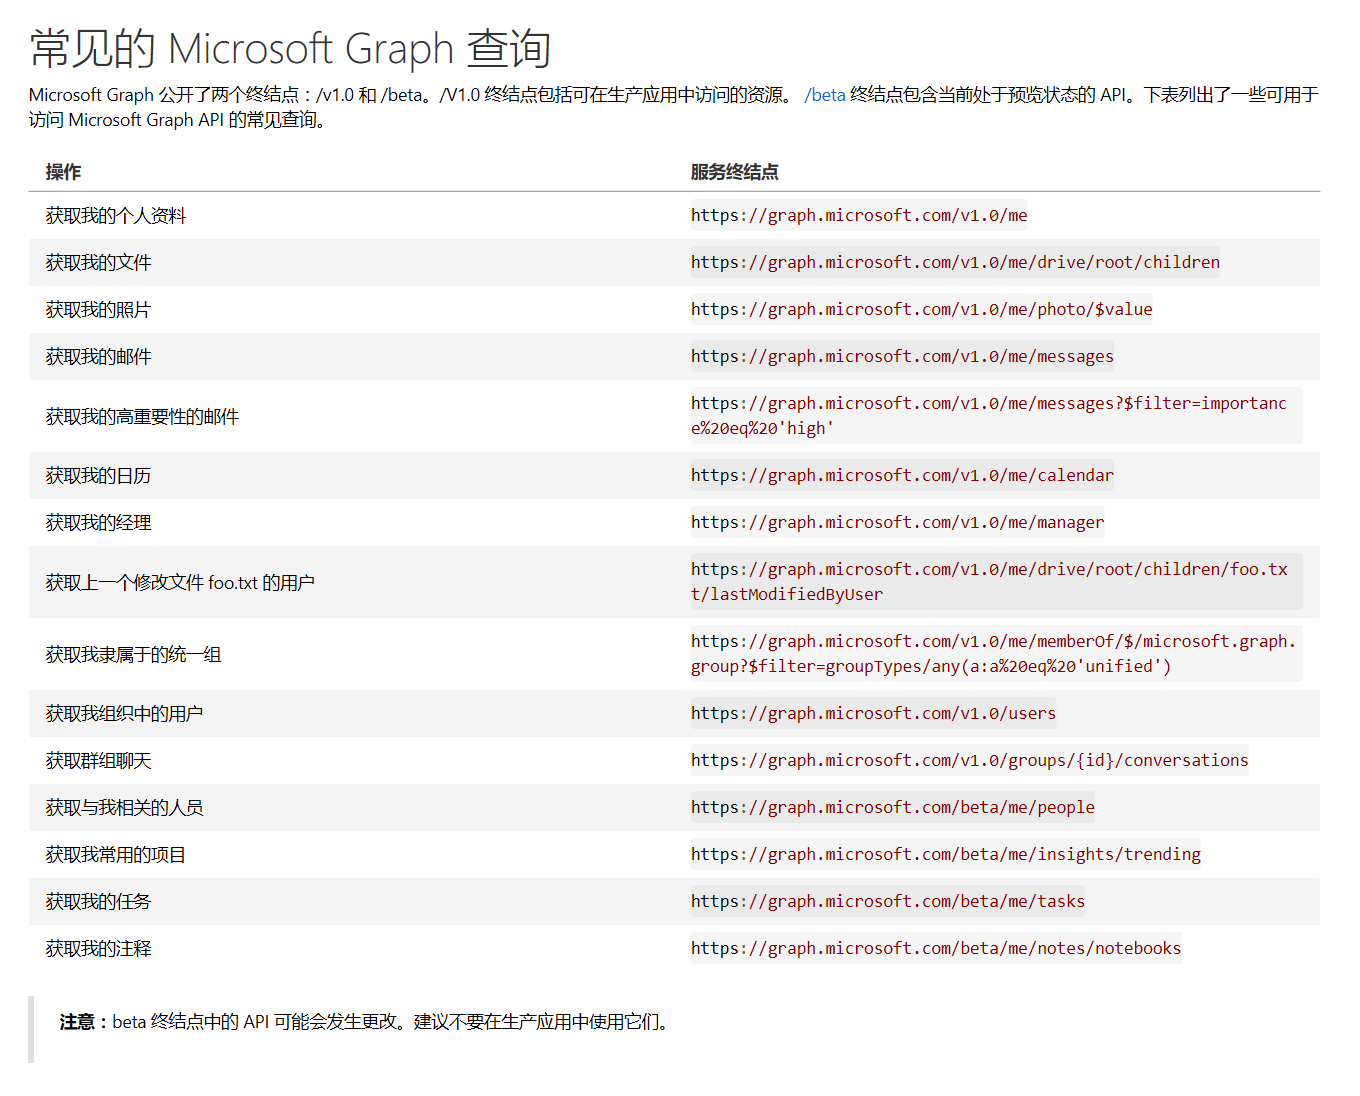 常见的 Microsoft Graph 查询
Microsoft Graph 公开了两个终结点：/v1.0 和 /beta。/V1.0 终结点包括可在生产应用中访问的资源。 /beta 终结点包含当前处于预览状态的 API。下表列出了一些可用于
访问 Microsoft Graph API 的常见查询。
操作 服务终结点
获取我的个人资料 https://graph.microsoft.com/v1.0/me
获取我的文件 https://graph.microsoft.com/v1.0/me/drive/root/children
获取我的照片 https://graph.microsoft.com/v1.0/me/photo/$value
获取我的邮件 https://graph.microsoft.com/v1.0/me/messages
获取我的高重要性的邮件 https://graph.microsoft.com/v1.0/me/messages?$filter=importanc
e%20eq%20'high'
获取我的日历 https://graph.microsoft.com/v1.0/me/calendar
获取我的经理 https://graph.microsoft.com/v1.0/me/manager
获取上一个修改文件 foo.txt 的用户 https://graph.microsoft.com/v1.0/me/drive/root/children/foo.tx
t/lastModifiedByUser
获取我隶属于的统一组 https://graph.microsoft.com/v1.0/me/memberOf/$/microsoft.graph.
group?$filter=groupTypes/any(a:a%20eq%20'unified')
获取我组织中的用户 https://graph.microsoft.com/v1.0/users
获取群组聊天 https://graph.microsoft.com/v1.0/groups/{id}/conversations
获取与我相关的人员 https://graph.microsoft.com/beta/me/people
获取我常用的项目 https://graph.microsoft.com/beta/me/insights/trending
获取我的任务 https://graph.microsoft.com/beta/me/tasks
获取我的注释 https://graph.microsoft.com/beta/me/notes/notebooks
注意：beta 终结点中的 API 可能会发生更改。建议不要在生产应用中使用它们。